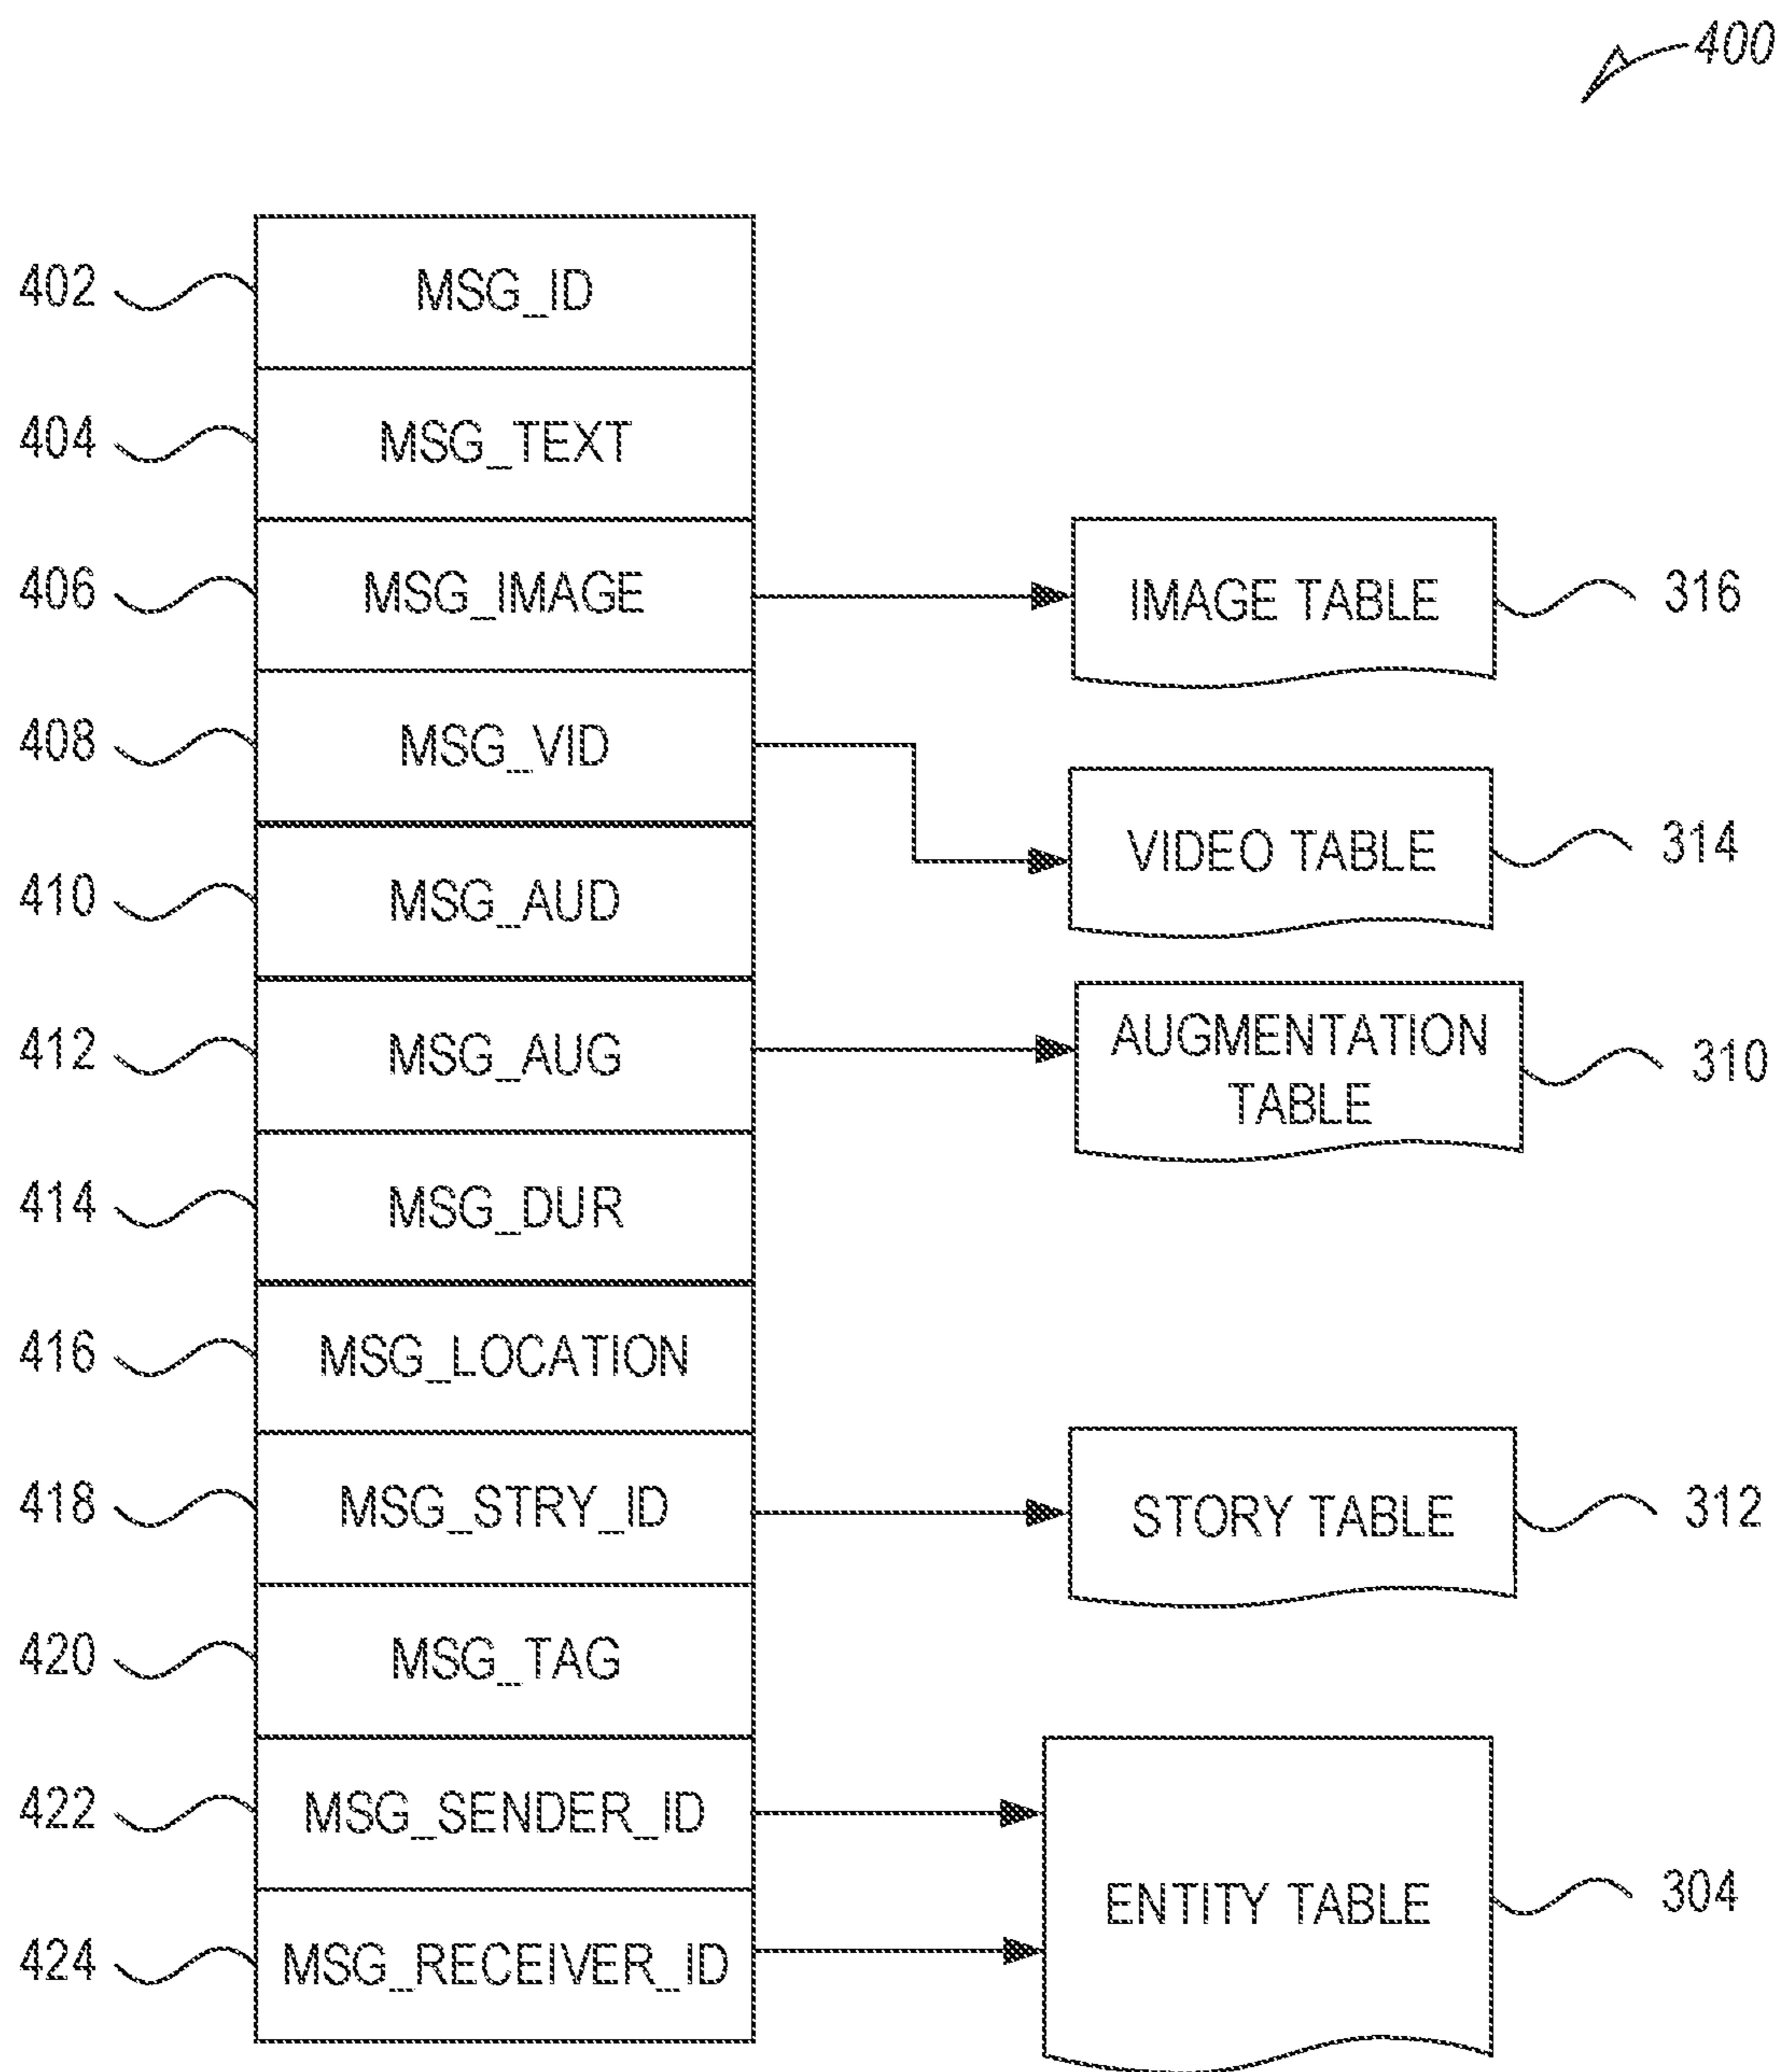 400
402 MSG_ID
404 MSG_TEXT
406 MSG_IMAGE IMAGE TABLE 316
408 MSG_VID
VIDEO TABLE 314
410 MSG_AUD
412 MSG_AUG AUGMENTATION TABLE 310
414 MSG_DUR
416 MSG_LOCATION
418 MSG_STRY_ID STORY TABLE 312
420 MSG_TAG
422 MSG_SENDER_ID
ENTITY TABLE 304
424 MSG_RECEIVER_ID